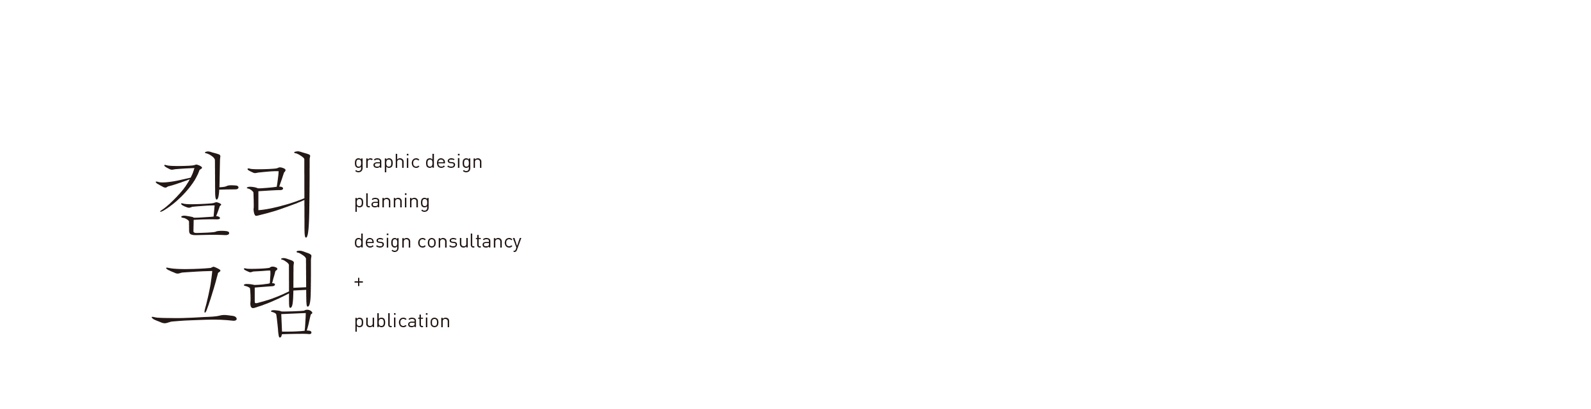 칼리
그램
graphic design
planning
design consultancy
+
publication